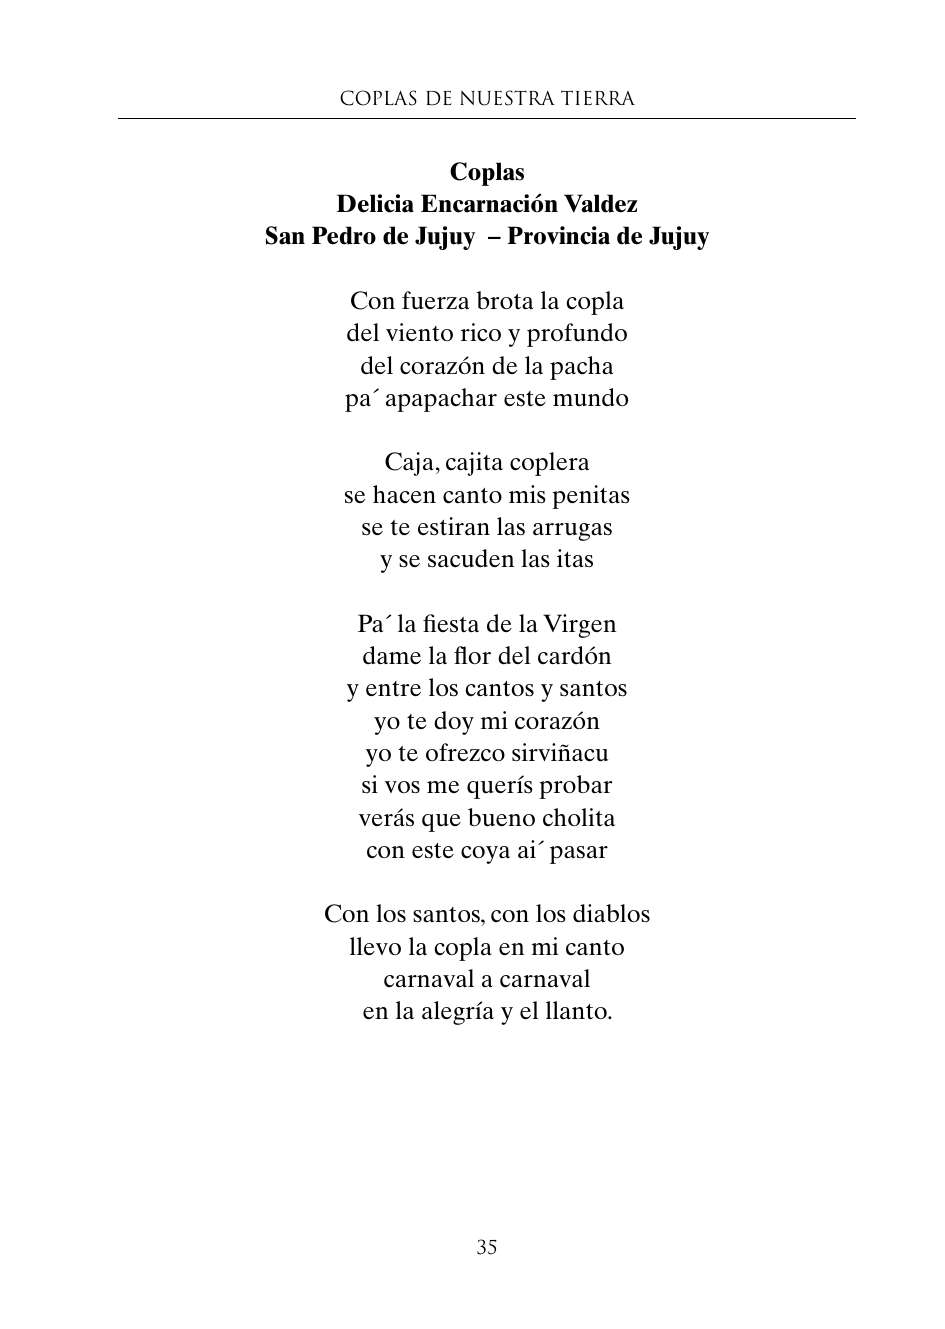 COPLAS DE NUESTRA TIERRA
Coplas
Delicia Encarnación Valdez
San Pedro de Jujuy – Provincia de Jujuy
Con fuerza brota la copla
del viento rico y profundo
del corazón de la pacha
pa´ apapachar este mundo
Caja, cajita coplera
se hacen canto mis penitas
se te estiran las arrugas
y se sacuden las itas
Pa´ la fiesta de la Virgen
dame la flor del cardón
y entre los cantos y santos
yo te doy mi corazón
yo te ofrezco sirviñacu
si vos me querís probar
verás que bueno cholita
con este coya ai´ pasar
Con los santos, con los diablos
llevo la copla en mi canto
carnaval a carnaval
en la alegría y el llanto.
35